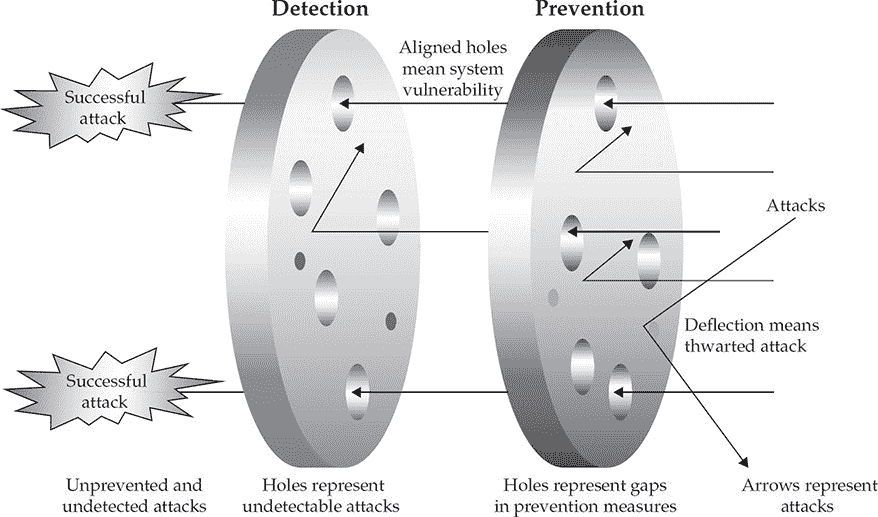 Detection
Prevention
Aligned holes
mean system
vulnerability
Successful
attack
Attacks
Deflection means
thwarted attack
Successful
attack
Unprevented and
undetected attacks
Holes represent
undetectable attacks
Holes represent gaps
in prevention measures
Arrows represent
attacks